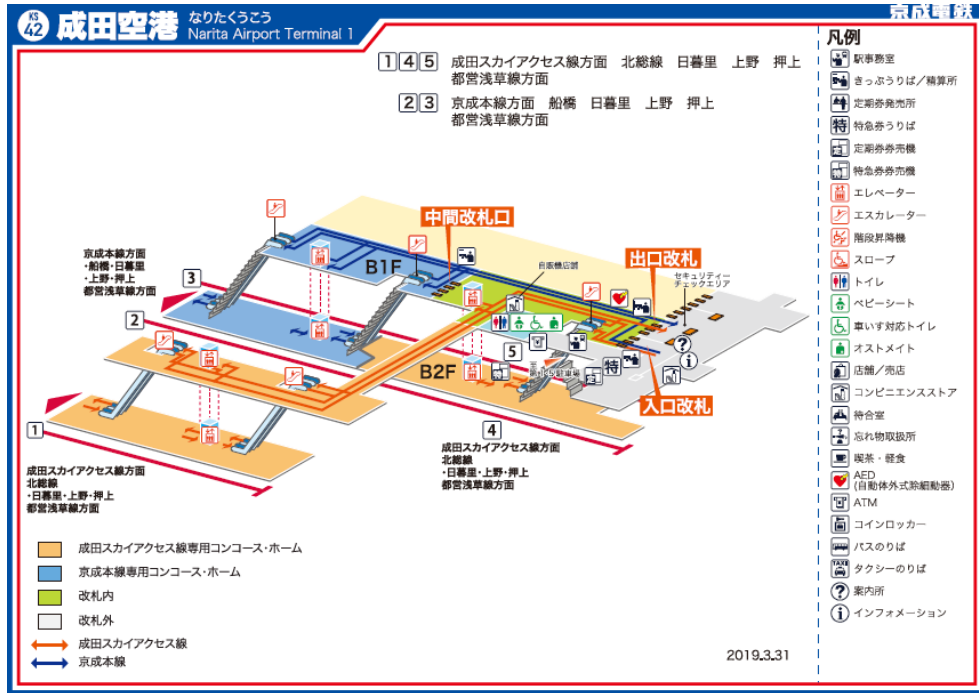 KS
42
成田空港
なりたくうこう
Narita Airport Terminal 1
京成電鉄
1 4 5 成田スカイアクセス線方面 北総線 日暮里 上野 押上
都営浅草線方面
2 3 京成本線方面 船橋 日暮里 上野 押上
都営浅草線方面
中間改札口
出口改札
セキュリティー
チェックエリア
自販機店舗
京成本線方面
・船橋・日暮里
・上野・押上
都営浅草線方面
B1F
3
2
5
B2F
特
入口改札
1
4
成田スカイアクセス線方面
北総線
・日暮里・上野・押上
都営浅草線方面
成田スカイアクセス線方面
北総線
・日暮里・上野・押上
都営浅草線方面
成田スカイアクセス線専用コンコース・ホーム
京成本線専用コンコース・ホーム
改札内
改札外
成田スカイアクセス線
京成本線
2019.3.31
凡例
駅事務室
きっぷうりば/精算所
定期券発売所
特 特急券うりば
定期券券売機
特急券券売機
エレベーター
エスカレーター
階段昇降機
スロープ
トイレ
ベビーシート
車いす対応トイレ
オストメイト
店舗/売店
コンビニエンスストア
待合室
忘れ物取扱所
喫茶・軽食
AED
(自動体外式除細動器)
ATM
コインロッカー
バスのりば
TAXI
タクシーのりば
? 案内所
i インフォメーション